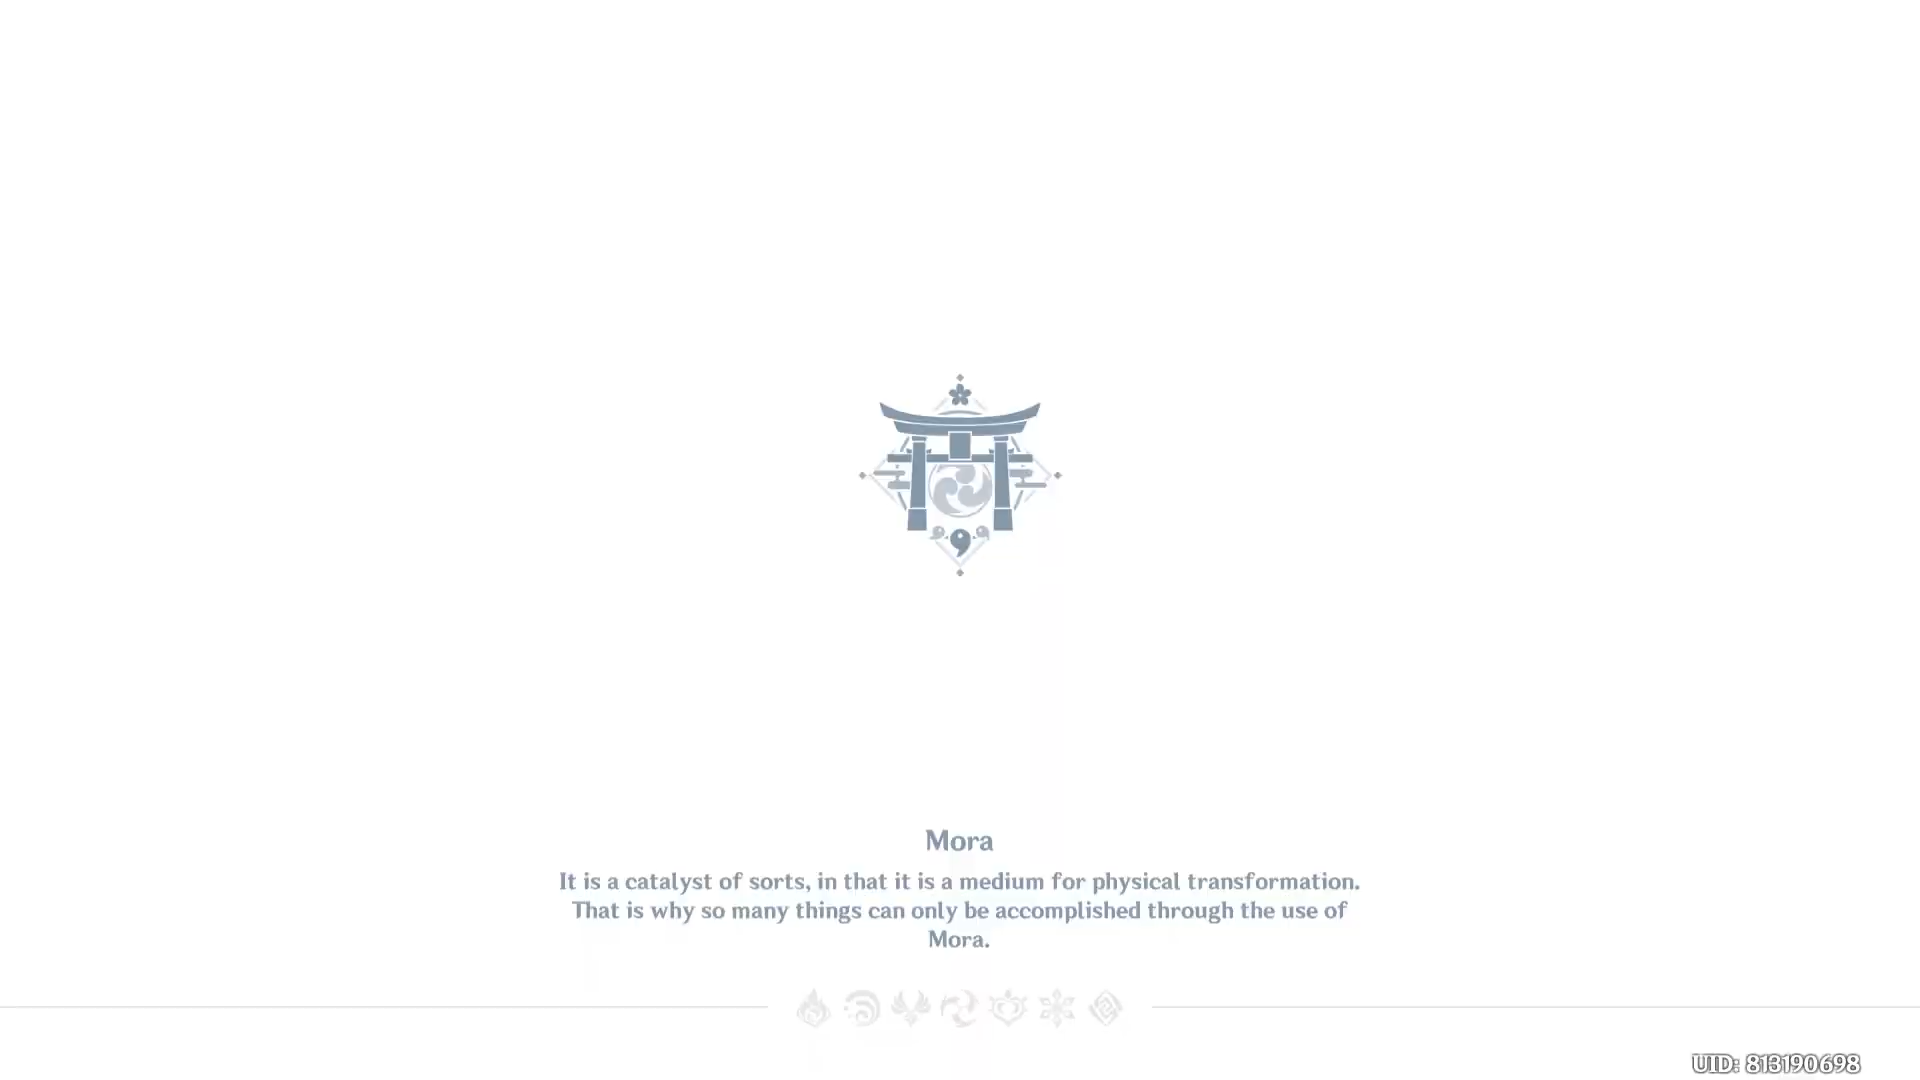 Mora
It is a catalyst of sorts, in that it is a medium for physical transformation.
That is why so many things can only be accomplished through the use of
Mora.
UID: 813190698